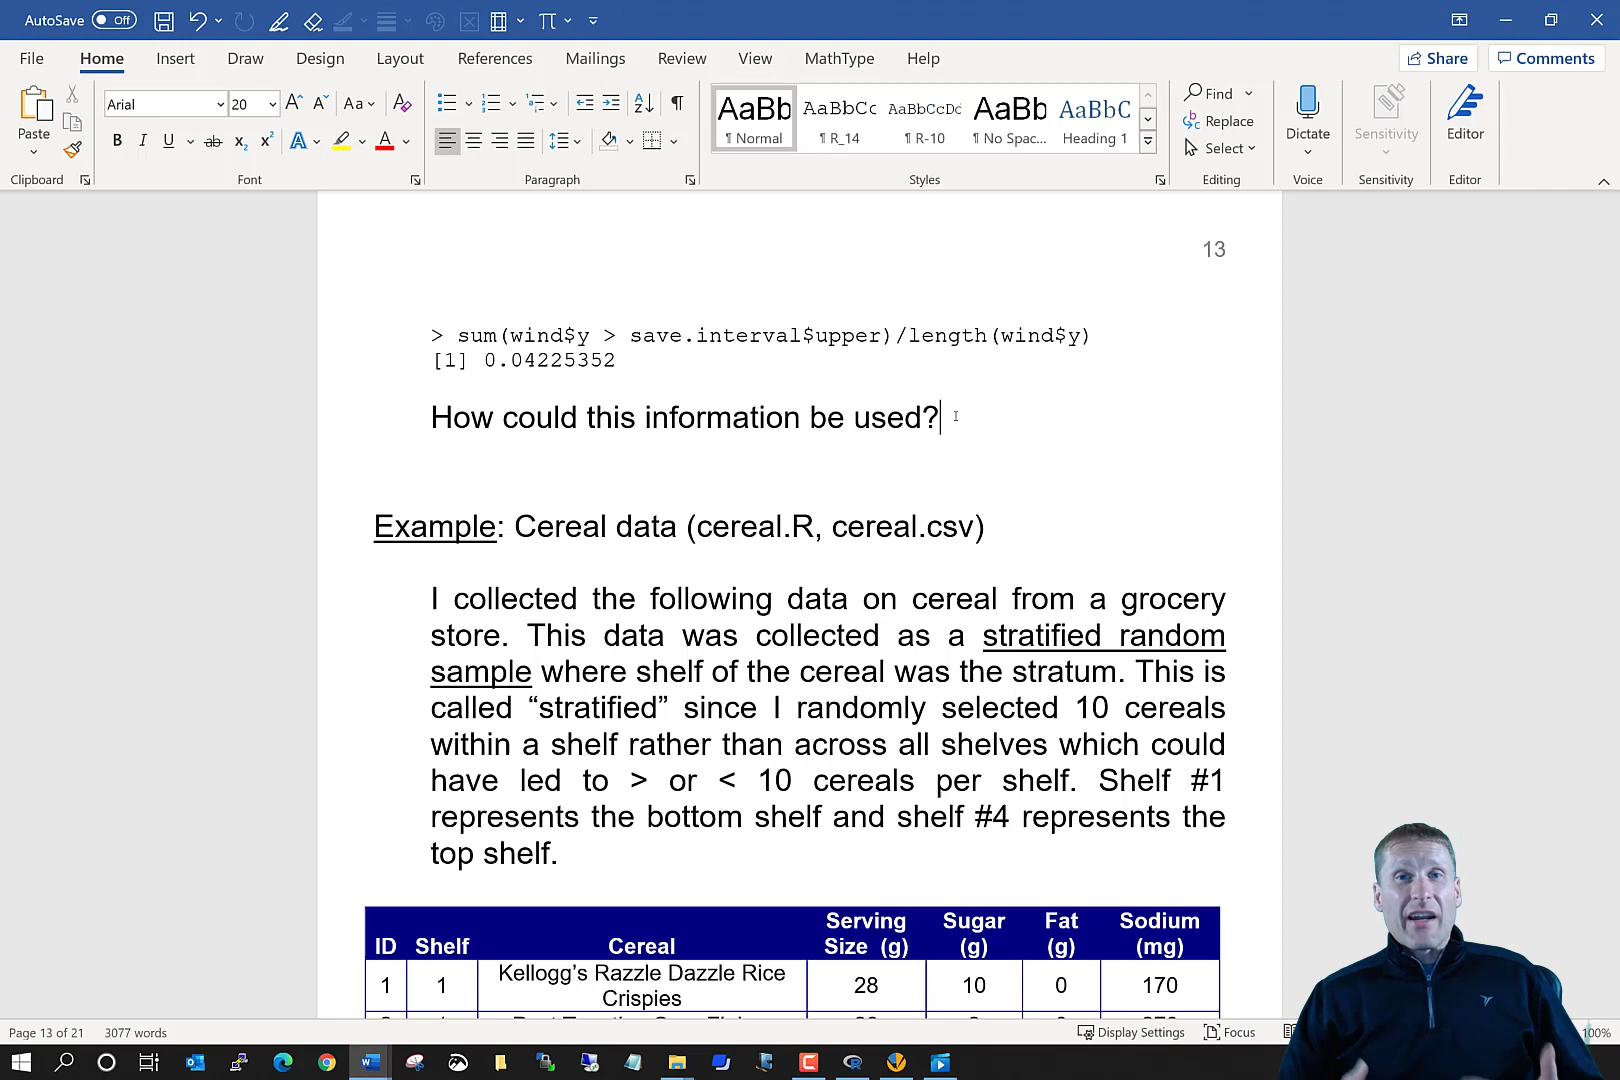 AutoSave Off
File Home Insert Draw Design Layout References Mailings Review View MathType Help Share Comments
Paste
Arial 20
Aa
B I U ab x₂ x² A A
Find
Replace
Select
AaBb AaBbCc AaBbCcDc AaBb AaBbC
¶ Normal ¶ R_14 ¶ R-10 ¶ No Spac... Heading 1
Dictate Sensitivity Editor
Clipboard Font Paragraph Styles Editing Voice Sensitivity Editor
13
> sum(wind$y > save.interval$upper)/length(wind$y)
[1] 0.04225352
How could this information be used?
Example: Cereal data (cereal.R, cereal.csv)
I collected the following data on cereal from a grocery
store. This data was collected as a stratified random
sample where shelf of the cereal was the stratum. This is
called “stratified” since I randomly selected 10 cereals
within a shelf rather than across all shelves which could
have led to > or < 10 cereals per shelf. Shelf #1
represents the bottom shelf and shelf #4 represents the
top shelf.
ID Shelf Cereal Serving Size (g) Sugar (g) Fat (g) Sodium (mg)
1 1 Kellogg’s Razzle Dazzle Rice Crispies 28 10 0 170
Page 13 of 21 3077 words Display Settings Focus 100%